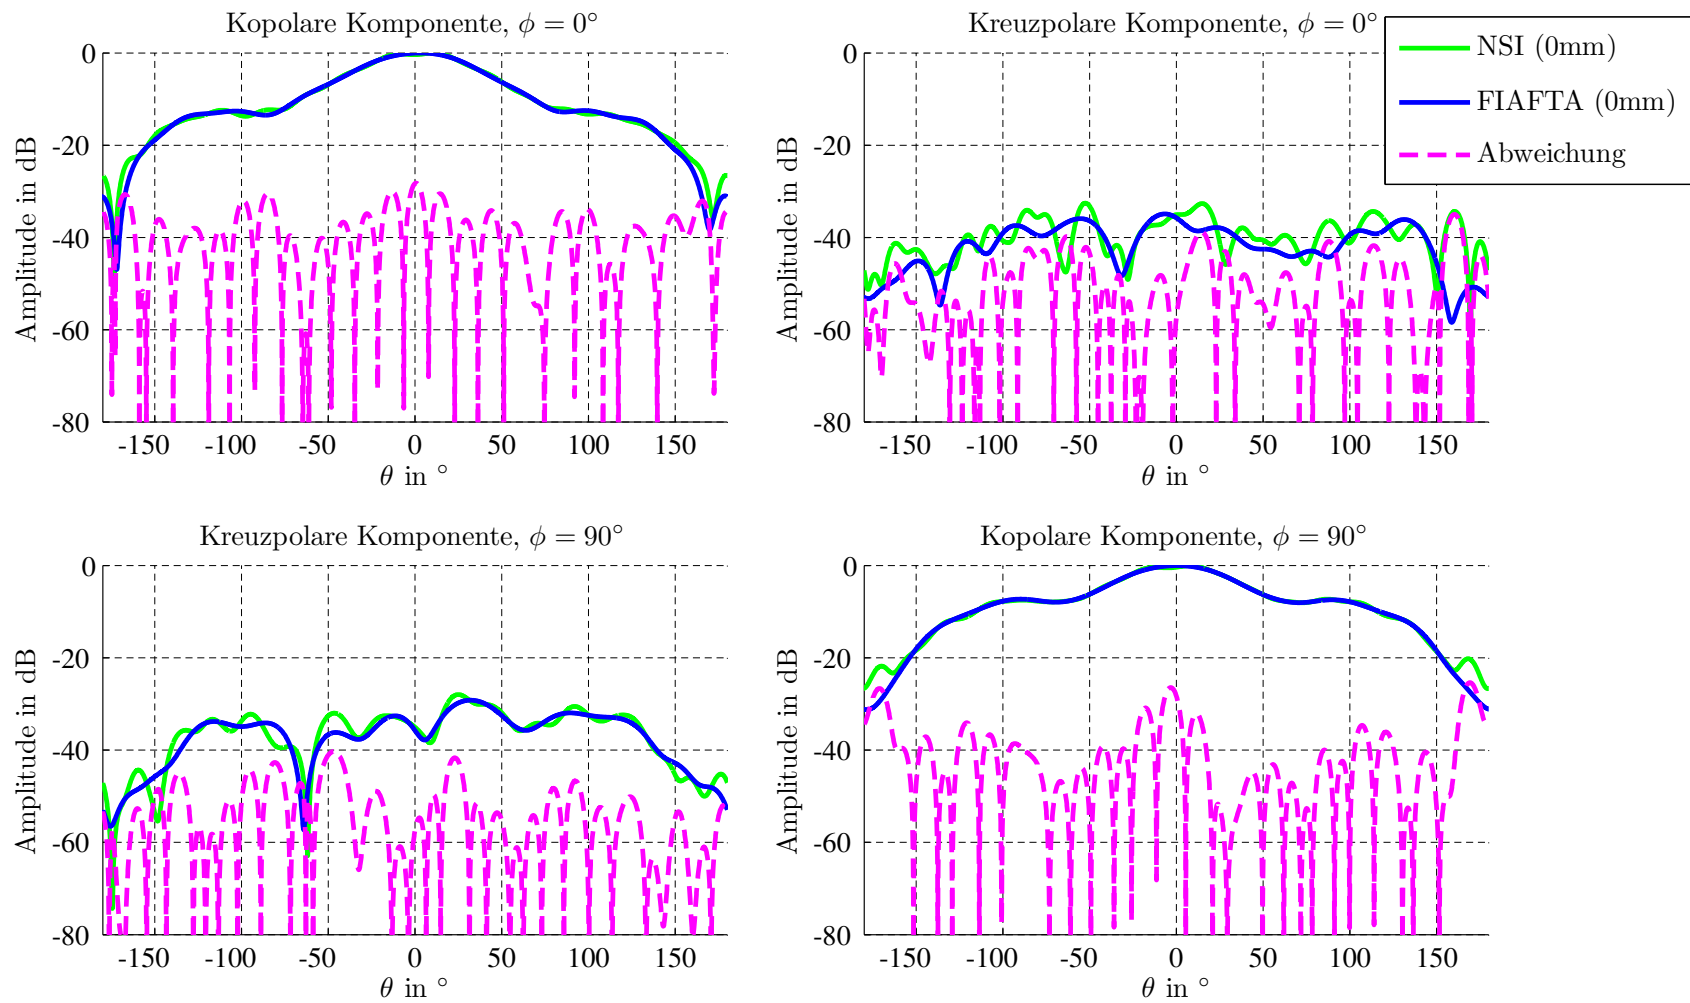 Kopolare Komponente, ϕ = 0°
Amplitude in dB
0
-20
-40
-60
-80
-150 -100 -50 0 50 100 150
θ in °
Kreuzpolare Komponente, ϕ = 0°
Amplitude in dB
0
-20
-40
-60
-80
-150 -100 -50 0 50 100 150
θ in °
NSI (0mm)
FIAFTA (0mm)
Abweichung
Kreuzpolare Komponente, ϕ = 90°
Amplitude in dB
0
-20
-40
-60
-80
-150 -100 -50 0 50 100 150
θ in °
Kopolare Komponente, ϕ = 90°
Amplitude in dB
0
-20
-40
-60
-80
-150 -100 -50 0 50 100 150
θ in °